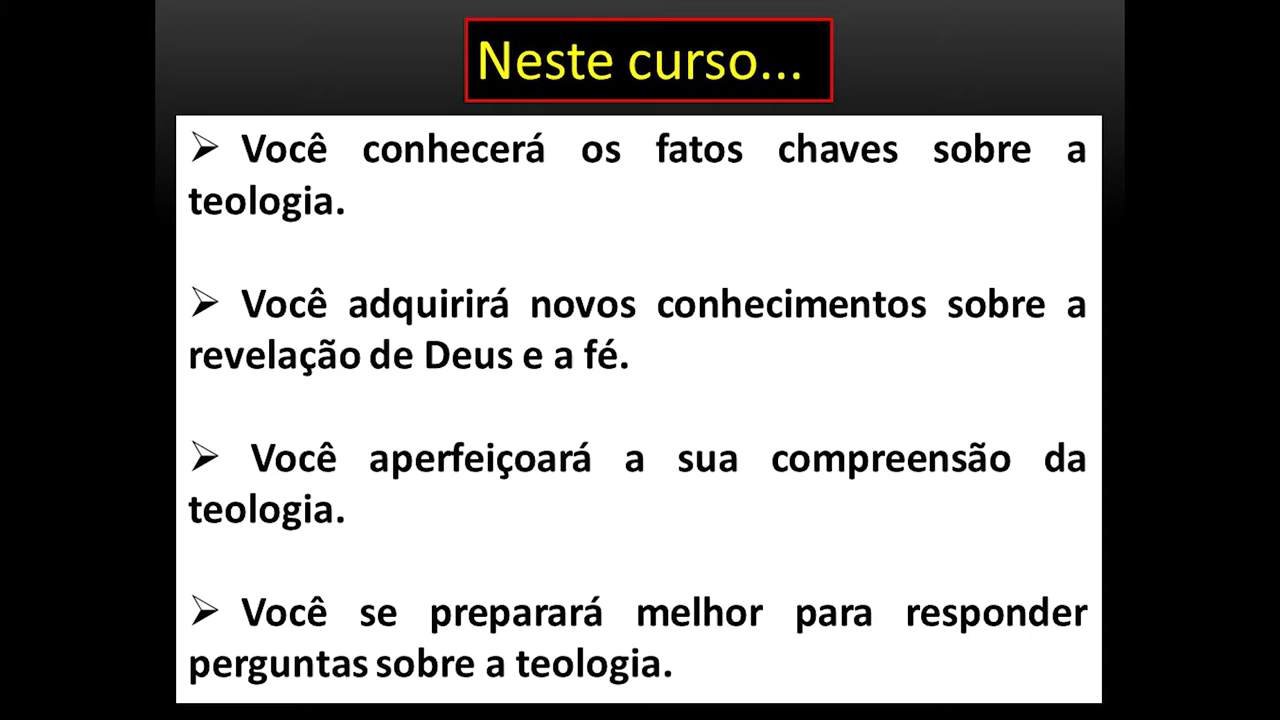 Neste curso...
➢ Você conhecerá os fatos chaves sobre a
teologia.
➢ Você adquirirá novos conhecimentos sobre a
revelação de Deus e a fé.
➢ Você aperfeiçoará a sua compreensão da
teologia.
➢ Você se preparará melhor para responder
perguntas sobre a teologia.